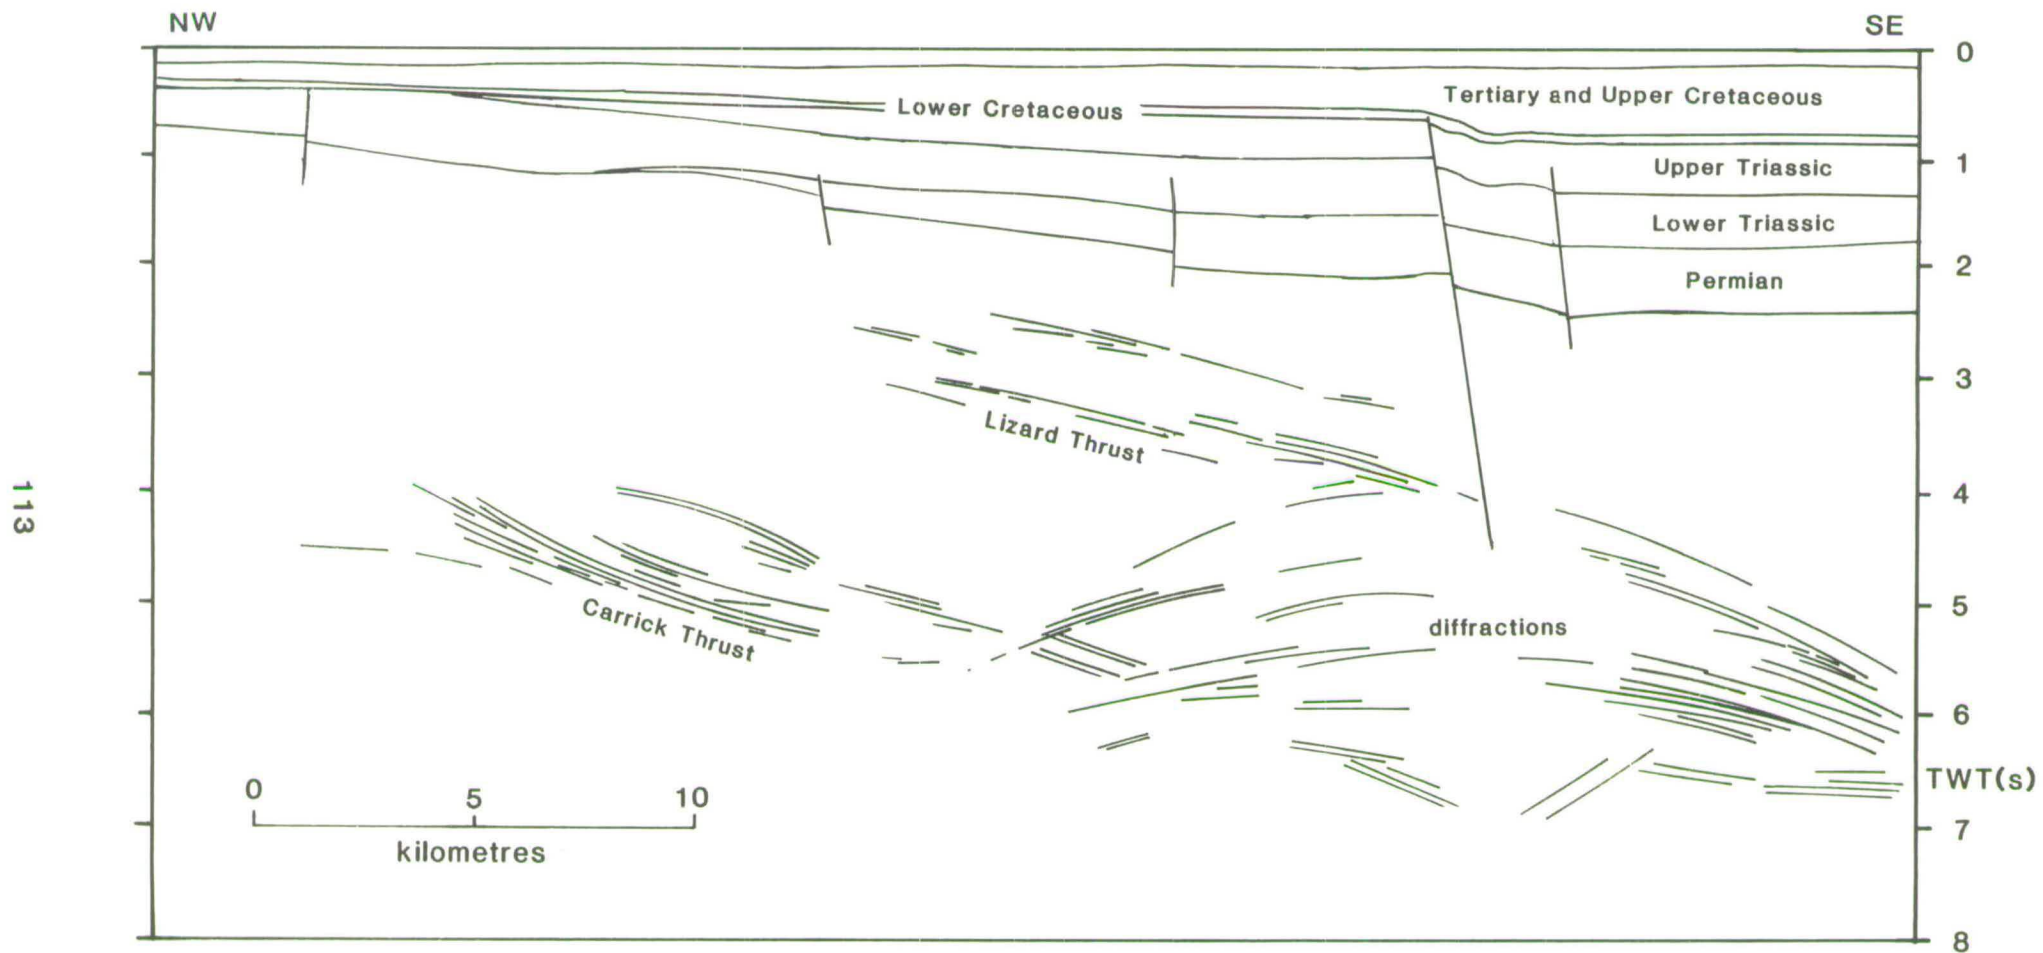 NW
SE
0
Tertiary and Upper Cretaceous
Lower Cretaceous
1
Upper Triassic
Lower Triassic
2
Permian
3
Lizard Thrust
4
113
5
Carrick Thrust
diffractions
6
TWT(s)
0 5 10
7
kilometres
8